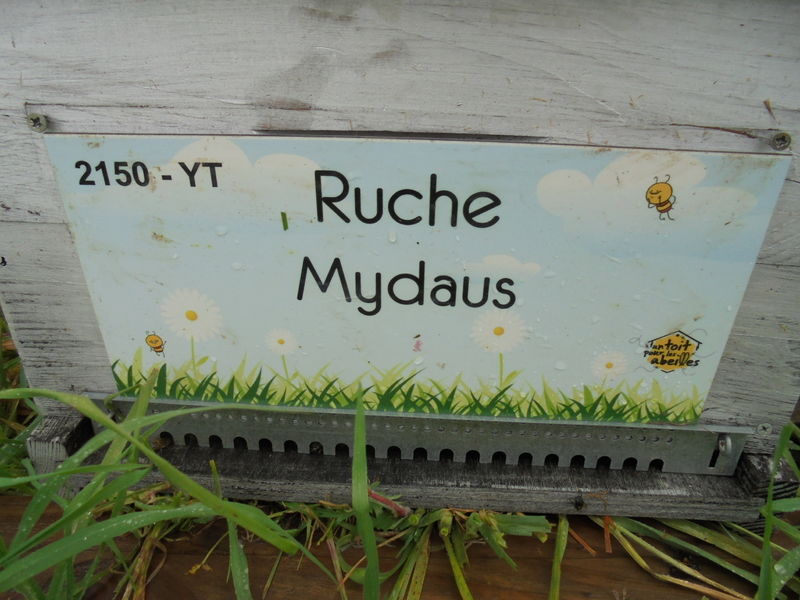 2150 - YT
Ruche
Mydaus
un toit
pour les
abeilles